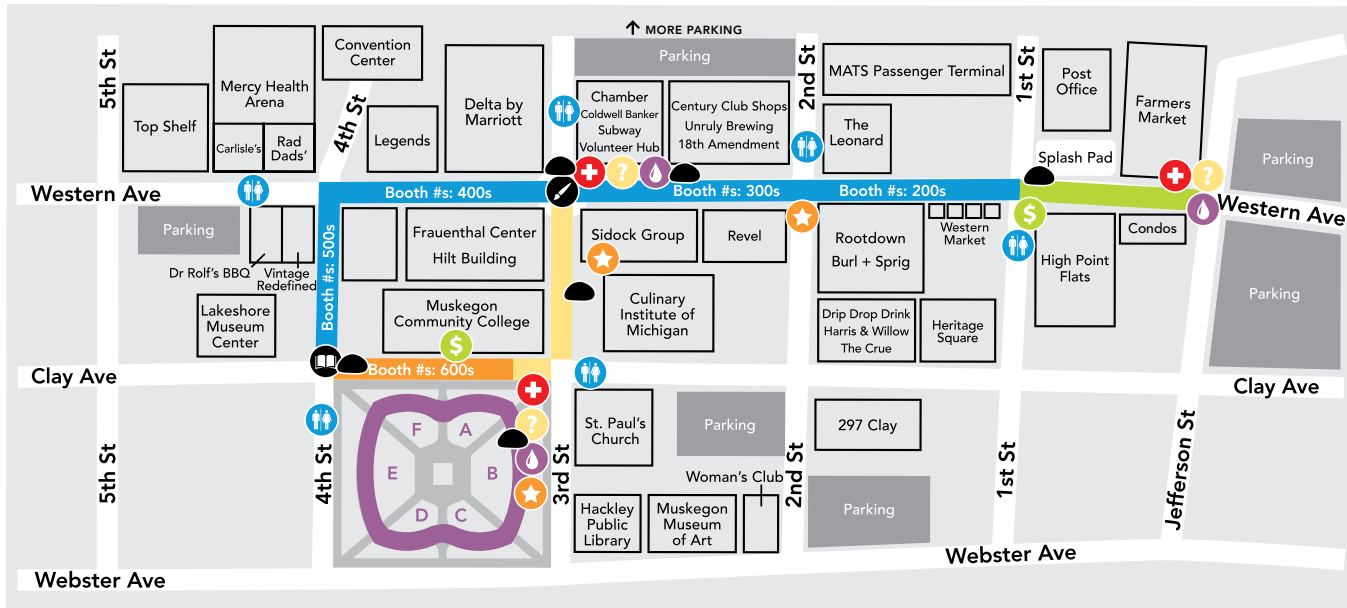 ↑ MORE PARKING
Parking
5th St
Mercy Health
Arena
Convention
Center
4th St
Top Shelf
Carlisle's
Rad
Dads'
Legends
Delta by
Marriott
Chamber
Coldwell Banker
Subway
Volunteer Hub
Century Club Shops
Unruly Brewing
18th Amendment
2nd St
MATS Passenger Terminal
The
Leonard
1st St
Post
Office
Farmers
Market
Splash Pad
Parking
?
?
Western Ave
Booth #s: 400s
Booth #s: 300s
Booth #s: 200s
Western Ave
Parking
Dr Rolf's BBQ
Vintage
Redefined
Booth #s: 500s
Frauenthal Center
Hilt Building
Sidock Group
Revel
Rootdown
Burl + Sprig
Western
Market
$
High Point
Flats
Condos
Parking
Lakeshore
Museum
Center
Muskegon
Community College
$
Culinary
Institute of
Michigan
Drip Drop Drink
Harris & Willow
The Crue
Heritage
Square
Clay Ave
Booth #s: 600s
Clay Ave
5th St
4th St
F
A
E
B
D
C
?
3rd St
St. Paul's
Church
Parking
Woman's Club
Hackley
Public
Library
Muskegon
Museum
of Art
2nd St
297 Clay
Parking
1st St
Jefferson St
Webster Ave
Webster Ave